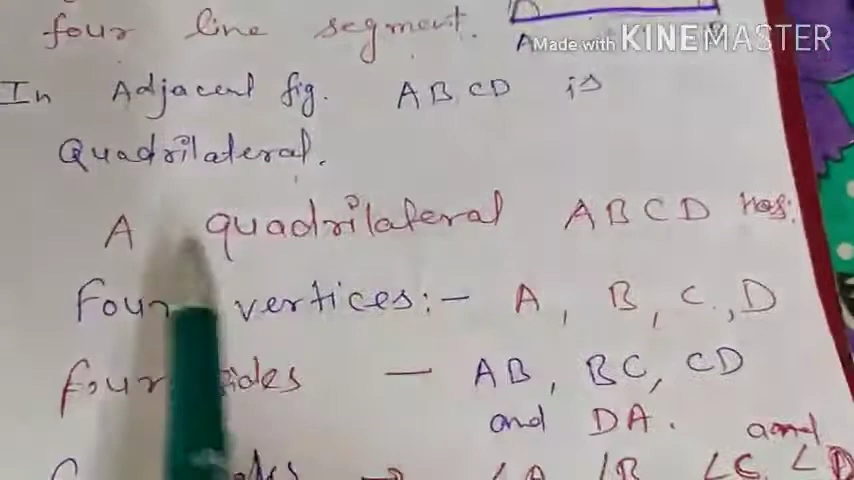 four line segment.
A
Made with KINEMASTER
In Adjacent fig. ABCD is
Quadrilateral.
A quadrilateral ABCD has:
Four vertices:- A, B, C, D
four sides — AB, BC, CD
and DA. and
→ ∠A ∠B ∠C, ∠D